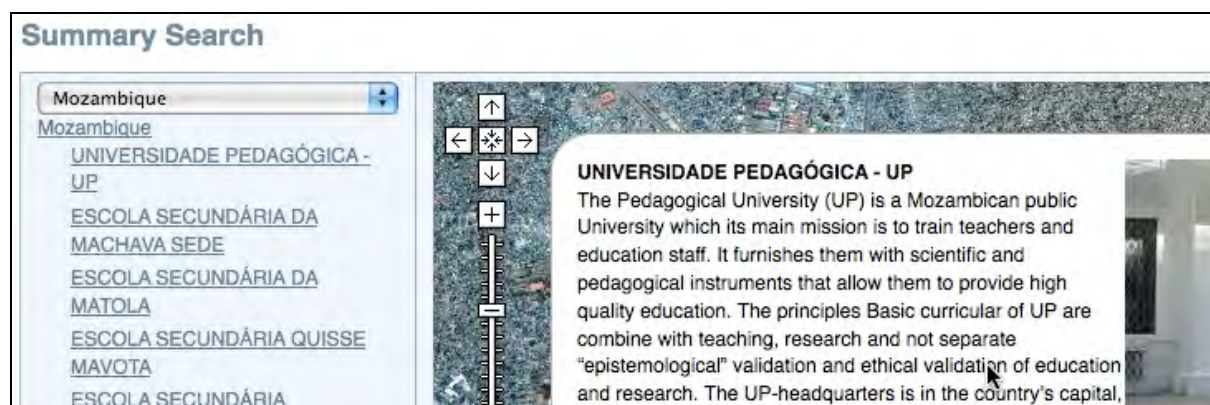 Summary Search
Mozambique
Mozambique
UNIVERSIDADE PEDAGÓGICA -
UP
ESCOLA SECUNDÁRIA DA
MACHAVA SEDE
ESCOLA SECUNDÁRIA DA
MATOLA
ESCOLA SECUNDÁRIA QUISSE
MAVOTA
ESCOLA SECUNDÁRIA
UNIVERSIDADE PEDAGÓGICA - UP
The Pedagogical University (UP) is a Mozambican public
University which its main mission is to train teachers and
education staff. It furnishes them with scientific and
pedagogical instruments that allow them to provide high
quality education. The principles Basic curricular of UP are
combine with teaching, research and not separate
“epistemological” validation and ethical validation of education
and research. The UP-headquarters is in the country’s capital,